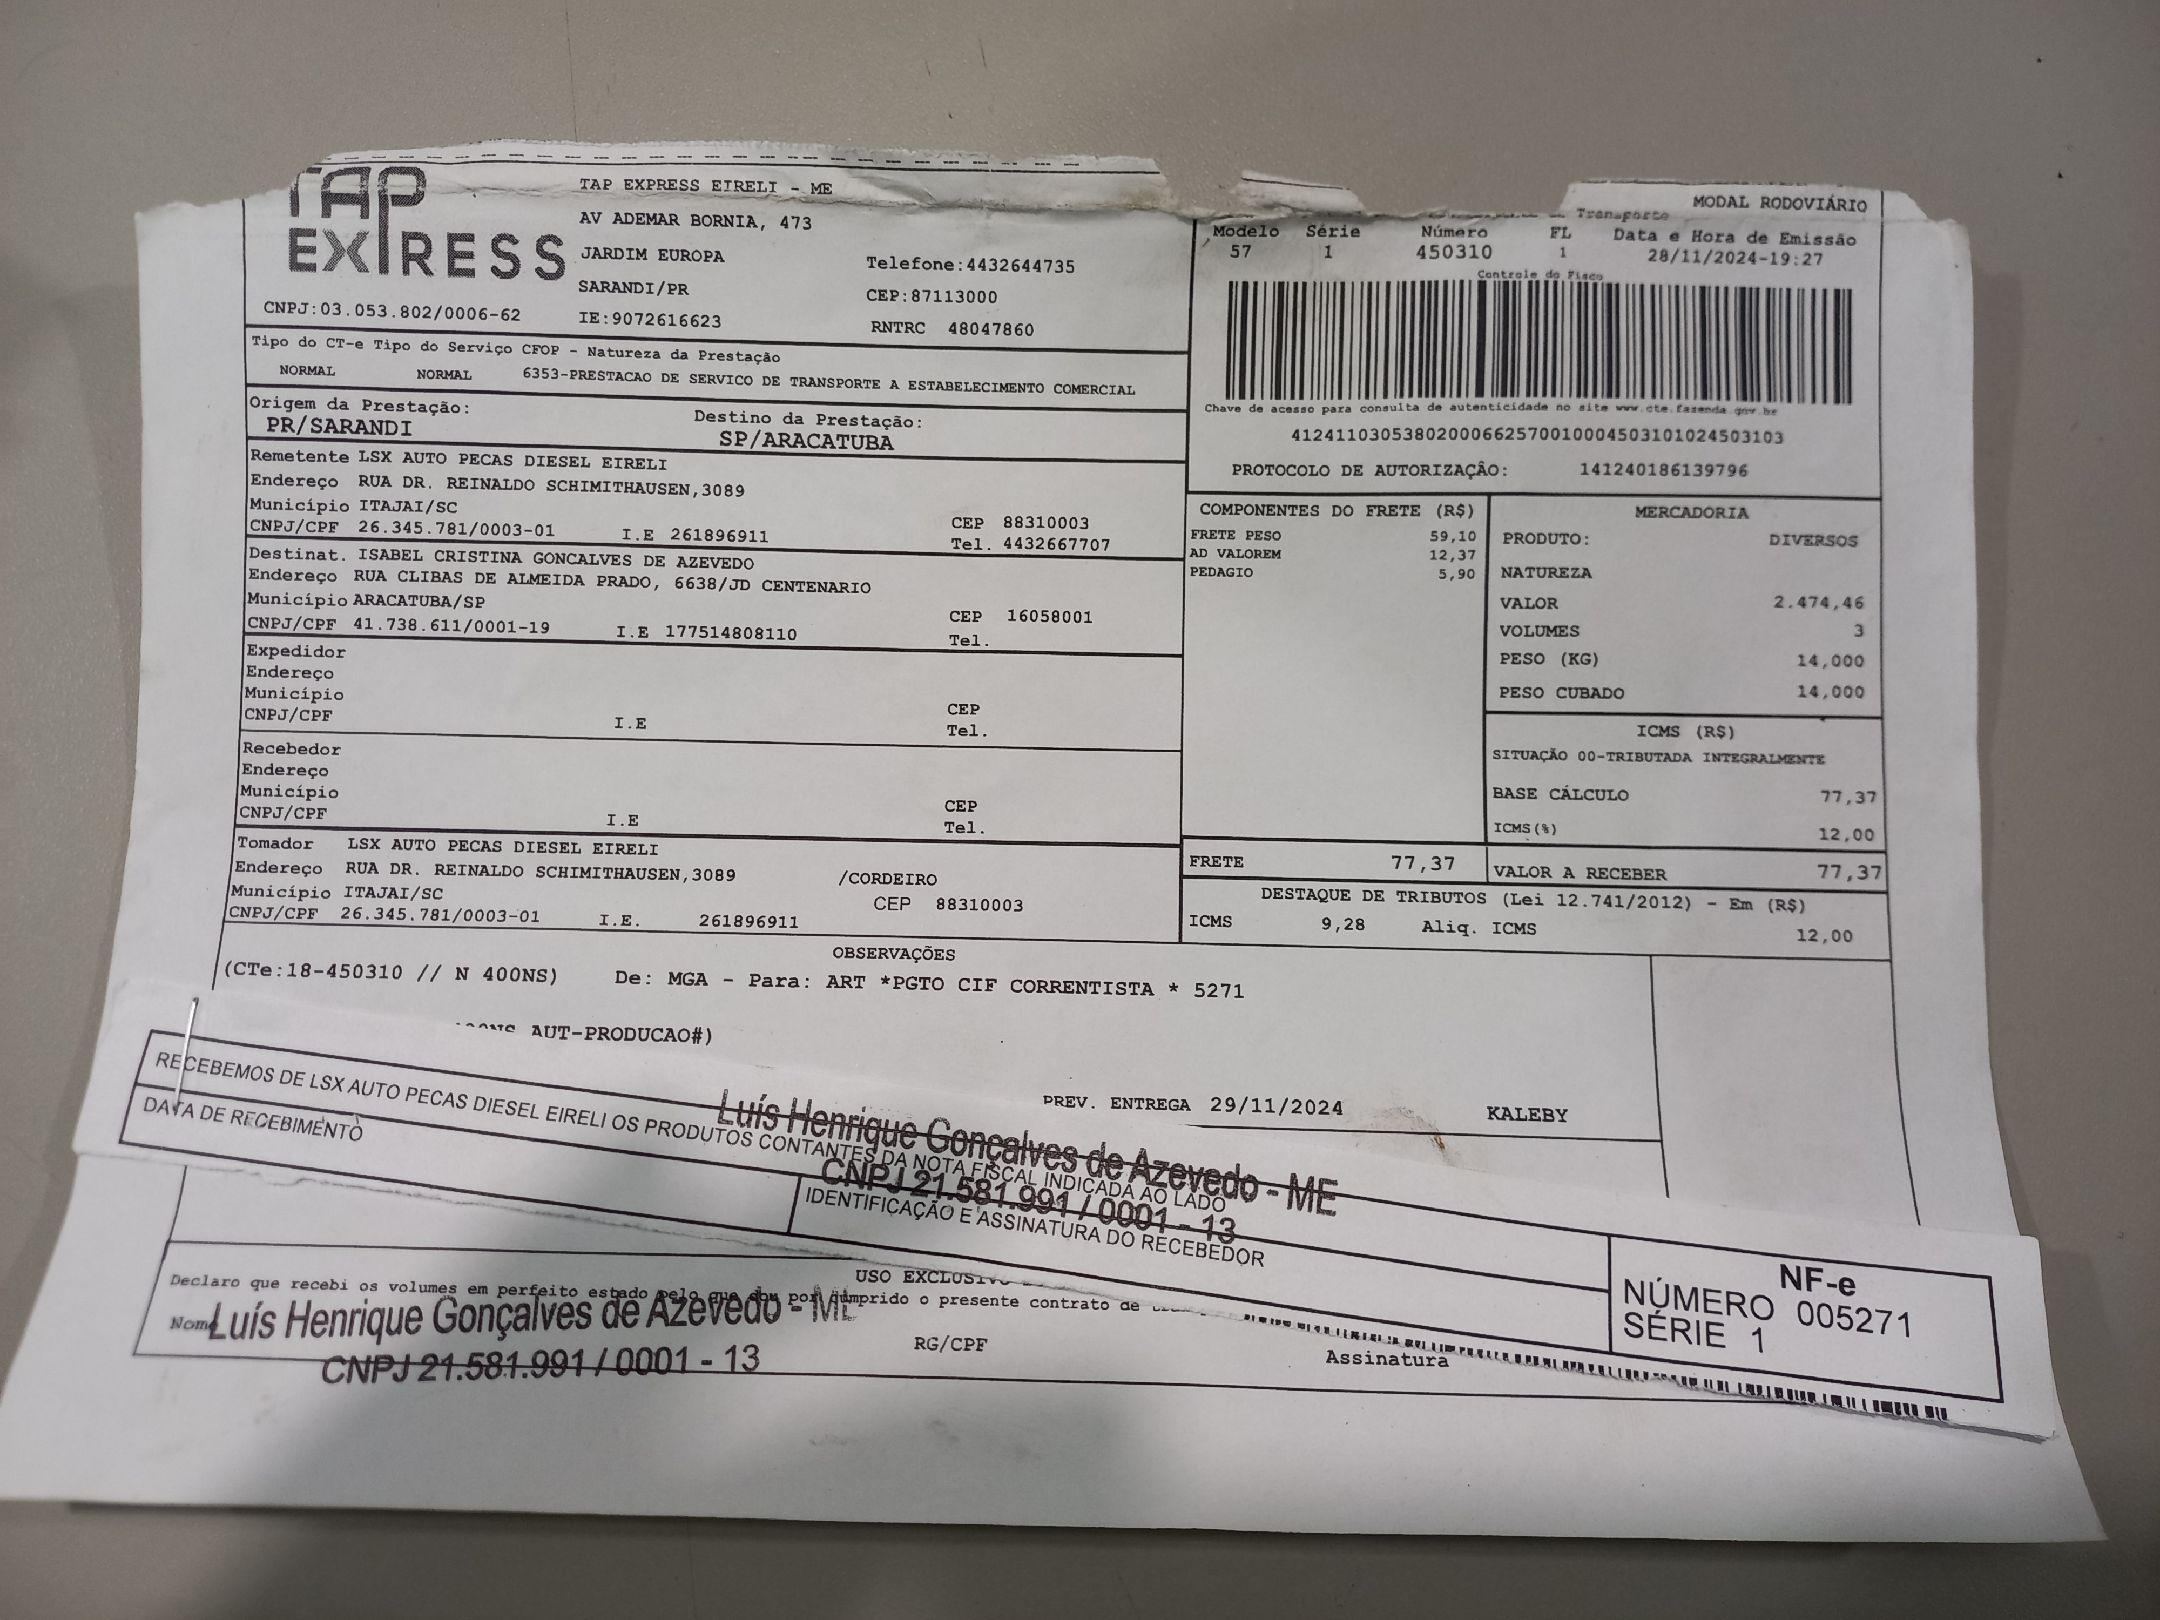 TAP
EXPRESS
CNPJ:03.053.802/0006-62
TAP EXPRESS EIRELI - ME
AV ADEMAR BORNIA, 473
JARDIM EUROPA
SARANDI/PR
IE:9072616623
Telefone:4432644735
CEP:87113000
RNTRC 48047860
MODAL RODOVIÁRIO
Transporte
Modelo Série Número FL Data e Hora de Emissão
57 1 450310 1 28/11/2024-19:27
Controle do Fisco
Chave de acesso para consulta de autenticidade no site www.cte.fazenda.gov.br
41241103053802000662570010004503101024503103
PROTOCOLO DE AUTORIZAÇÃO: 141240186139796
Tipo do CT-e Tipo do Serviço CFOP - Natureza da Prestação
NORMAL NORMAL 6353-PRESTACAO DE SERVICO DE TRANSPORTE A ESTABELECIMENTO COMERCIAL
Origem da Prestação: Destino da Prestação:
PR/SARANDI SP/ARACATUBA
Remetente LSX AUTO PECAS DIESEL EIRELI
Endereço RUA DR. REINALDO SCHIMITHAUSEN,3089
Município ITAJAI/SC CEP 88310003
CNPJ/CPF 26.345.781/0003-01 I.E 261896911 Tel. 4432667707
Destinat. ISABEL CRISTINA GONCALVES DE AZEVEDO
Endereço RUA CLIBAS DE ALMEIDA PRADO, 6638/JD CENTENARIO
Município ARACATUBA/SP CEP 16058001
CNPJ/CPF 41.738.611/0001-19 I.E 177514808110 Tel.
Expedidor
Endereço
Município CEP
CNPJ/CPF I.E Tel.
Recebedor
Endereço
Município CEP
CNPJ/CPF I.E Tel.
Tomador LSX AUTO PECAS DIESEL EIRELI
Endereço RUA DR. REINALDO SCHIMITHAUSEN,3089 /CORDEIRO
Município ITAJAI/SC CEP 88310003
CNPJ/CPF 26.345.781/0003-01 I.E. 261896911
COMPONENTES DO FRETE (R$)
FRETE PESO 59,10
AD VALOREM 12,37
PEDAGIO 5,90
MERCADORIA
PRODUTO: DIVERSOS
NATUREZA
VALOR 2.474,46
VOLUMES 3
PESO (KG) 14,000
PESO CUBADO 14,000
ICMS (R$)
SITUAÇÃO 00-TRIBUTADA INTEGRALMENTE
BASE CÁLCULO 77,37
ICMS(%) 12,00
FRETE 77,37 VALOR A RECEBER 77,37
DESTAQUE DE TRIBUTOS (Lei 12.741/2012) - Em (R$)
ICMS 9,28 Aliq. ICMS 12,00
OBSERVAÇÕES
(CTe:18-450310 // N 400NS) De: MGA - Para: ART *PGTO CIF CORRENTISTA * 5271
AUT-PRODUCAO#)
PREV. ENTREGA 29/11/2024 KALEBY
RECEBEMOS DE LSX AUTO PECAS DIESEL EIRELI OS PRODUTOS CONTANTES DA NOTA FISCAL INDICADA AO LADO
DATA DE RECEBIMENTO
IDENTIFICAÇÃO E ASSINATURA DO RECEBEDOR
Luís Henrique Gonçalves de Azevedo - ME
CNPJ 21.581.991 / 0001 - 13
NF-e
NÚMERO 005271
SÉRIE 1
USO EXCLUSIVO
Declaro que recebi os volumes em perfeito estado pelo que dou por cumprido o presente contrato de
Nome
Luís Henrique Gonçalves de Azevedo - ME
CNPJ 21.581.991 / 0001 - 13
RG/CPF
Assinatura